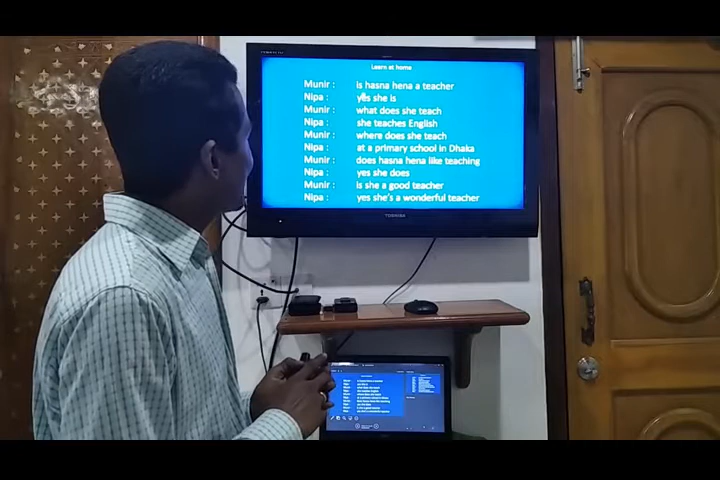 Learn at home
Munir : is hasna hena a teacher
Nipa : yes she is
Munir : what does she teach
Nipa : she teaches English
Munir : where does she teach
Nipa : at a primary school in Dhaka
Munir : does hasna hena like teaching
Nipa : yes she does
Munir : is she a good teacher
Nipa : yes she's a wonderful teacher
TOSHIBA